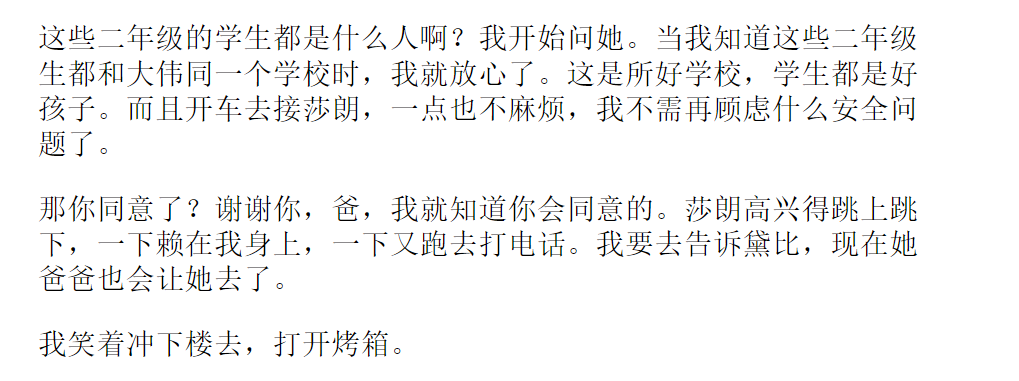 这些二年级的学生都是什么人啊？我开始问她。当我知道这些二年级
生都和大伟同一个学校时，我就放心了。这是所好学校，学生都是好
孩子。而且开车去接莎朗，一点也不麻烦，我不需再顾虑什么安全问
题了。
那你同意了？谢谢你，爸，我就知道你会同意的。莎朗高兴得跳上跳
下，一下赖在我身上，一下又跑去打电话。我要去告诉黛比，现在她
爸爸也会让她去了。
我笑着冲下楼去，打开烤箱。